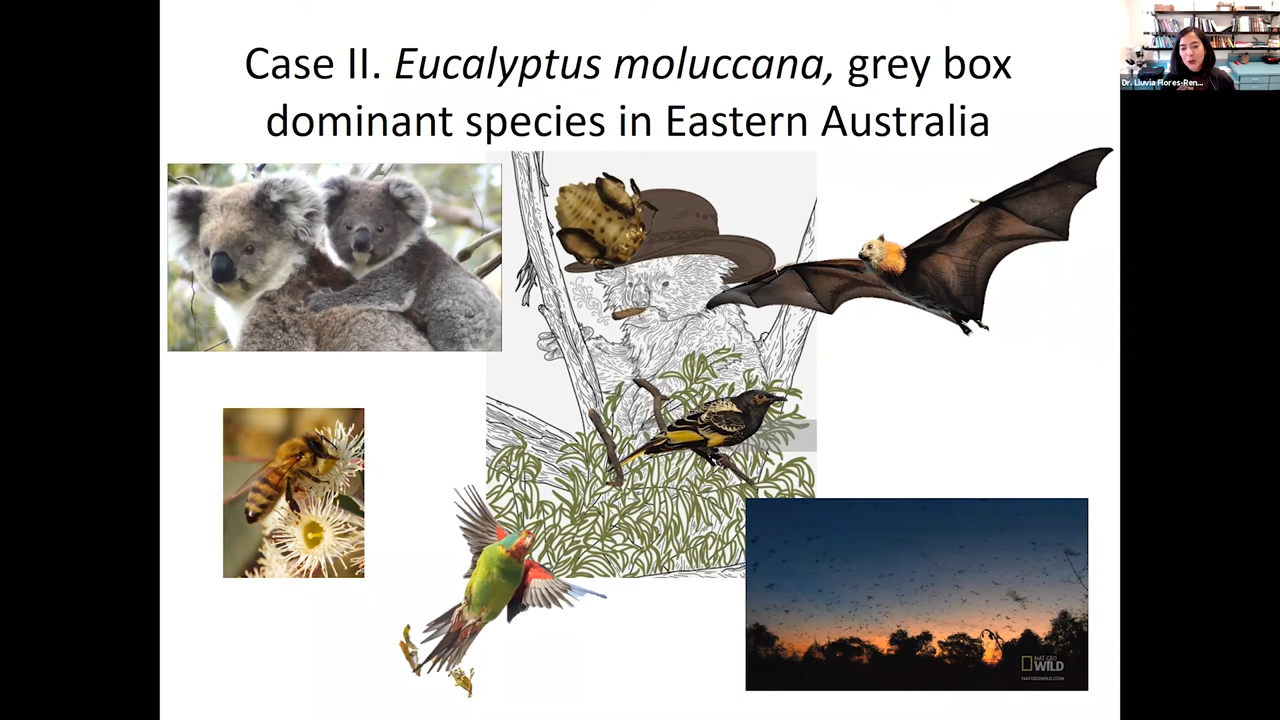 Case II. Eucalyptus moluccana, grey box
dominant species in Eastern Australia
Dr. Lluvia Flores-Ren...
NAT GEO
WILD
NATGEOWILD.COM